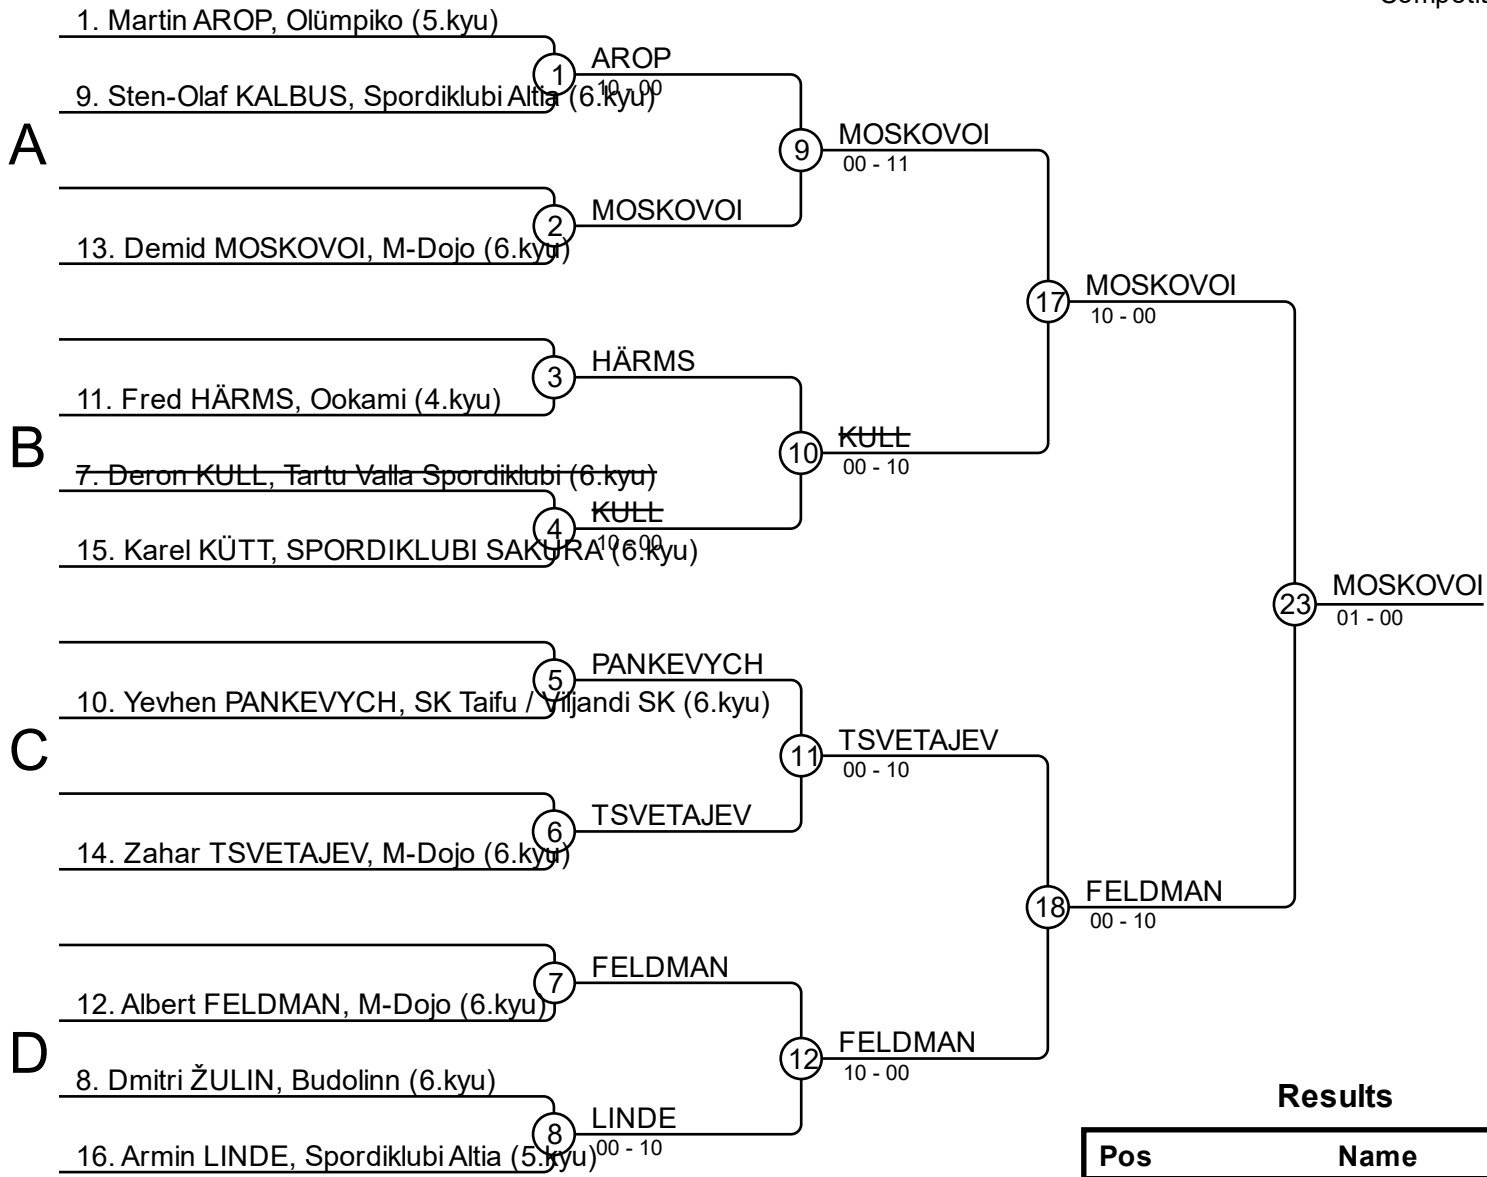 1. Martin AROP, Olümpiko (5.kyu)
AROP
1
10 - 00
9. Sten-Olaf KALBUS, Spordiklubi Altia (6.kyu)
A
MOSKOVOI
9
00 - 11
MOSKOVOI
2
13. Demid MOSKOVOI, M-Dojo (6.kyu)
MOSKOVOI
17
10 - 00
HÄRMS
3
11. Fred HÄRMS, Ookami (4.kyu)
B
KULL
10
00 - 10
7. Deron KULL, Tartu Valla Spordiklubi (6.kyu)
KULL
4
10 - 00
15. Karel KÜTT, SPORDIKLUBI SAKURA (6.kyu)
MOSKOVOI
23
01 - 00
PANKEVYCH
5
10. Yevhen PANKEVYCH, SK Taifu / Viljandi SK (6.kyu)
C
TSVETAJEV
11
00 - 10
TSVETAJEV
6
14. Zahar TSVETAJEV, M-Dojo (6.kyu)
FELDMAN
18
00 - 10
FELDMAN
7
12. Albert FELDMAN, M-Dojo (6.kyu)
D
FELDMAN
12
10 - 00
8. Dmitri ŽULIN, Budolinn (6.kyu)
LINDE
8
00 - 10
16. Armin LINDE, Spordiklubi Altia (5.kyu)
Results
Pos Name